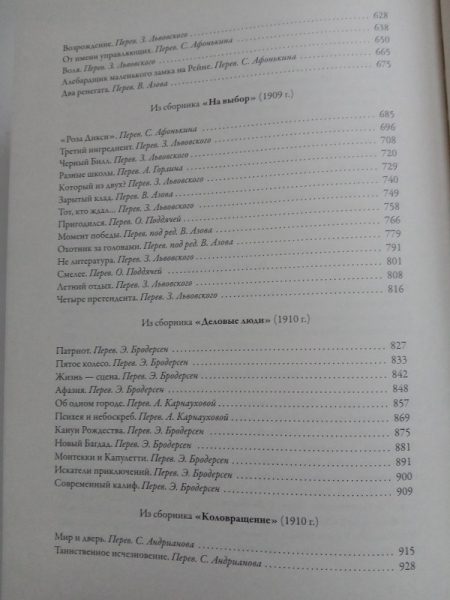 628
Возрождение. Перев. З. Львовского 638
От имени управляющих. Перев. С. Афонькина 650
Воля. Перев. З. Львовского 665
Алебардщик маленького замка на Рейне. Перев. С. Афонькина 675
Два ренегата. Перев. В. Азова
Из сборника «На выбор» (1909 г.)
«Роза Дикси». Перев. С. Афонькина 685
Третий ингредиент. Перев. З. Львовского 696
Черный Билл. Перев. З. Львовского 708
Разные школы. Перев. А. Горлина 720
Который из двух? Перев. З. Львовского 729
Зарытый клад. Перев. В. Азова 740
Тот, кто ждал... Перев. З. Львовского 749
Пригодился. Перев. О. Поддячей 758
Момент победы. Перев. под ред. В. Азова 766
Охотник за головами. Перев. под ред. В. Азова 779
Не литература. Перев. З. Львовского 791
Смелее. Перев. О. Поддячей 801
Летний отдых. Перев. З. Львовского 808
Четыре претендента. Перев. З. Львовского 816
Из сборника «Деловые люди» (1910 г.)
Патриот. Перев. Э. Бродерсен 827
Пятое колесо. Перев. Э. Бродерсен 833
Жизнь — сцена. Перев. Э. Бродерсен 842
Афазия. Перев. Э. Бродерсен 848
Об одном городе. Перев. А. Карнауховой 857
Психея и небоскреб. Перев. А. Карнауховой 869
Канун Рождества. Перев. Э. Бродерсен 875
Новый Багдад. Перев. Э. Бродерсен 881
Монтекки и Капулетти. Перев. Э. Бродерсен 891
Искатели приключений. Перев. Э. Бродерсен 900
Современный калиф. Перев. Э. Бродерсен 909
Из сборника «Коловращение» (1910 г.)
Мир и дверь. Перев. С. Андрианова 915
Таинственное исчезновение. Перев. С. Андрианова 928